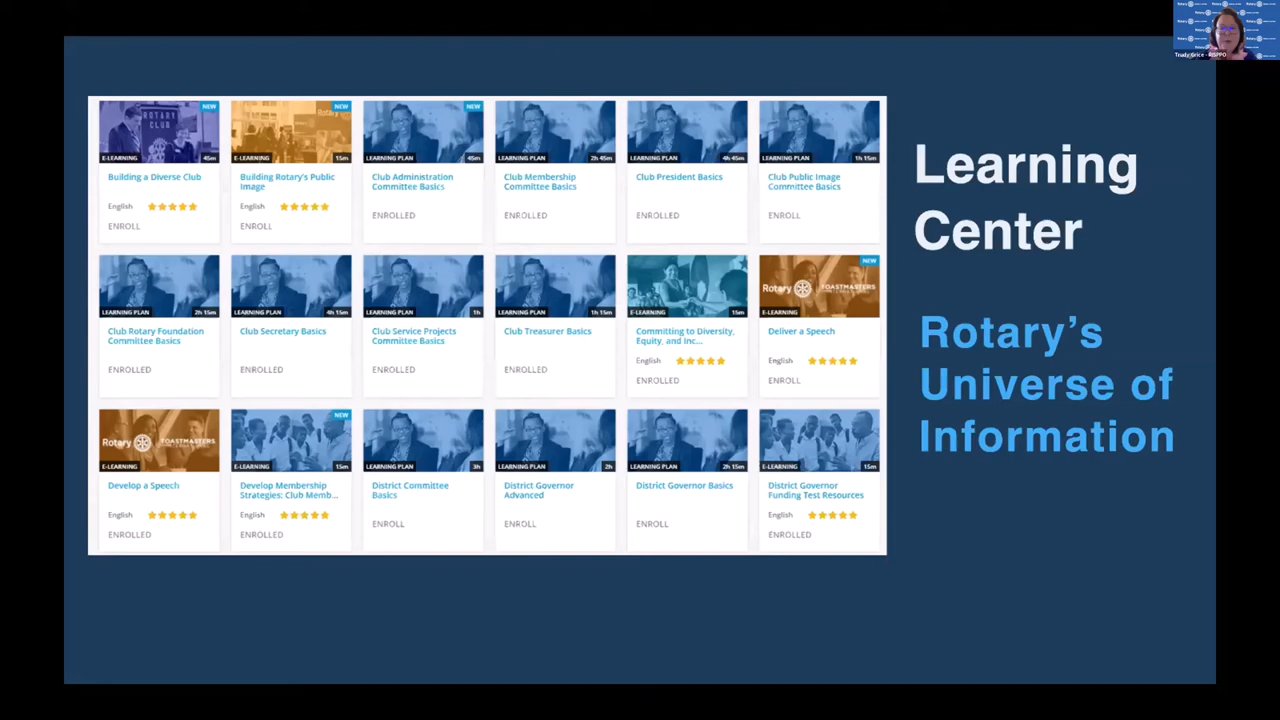 Trudy Grice - RISPPO
ROTARY CLUB
NEW
E-LEARNING 45m
Building a Diverse Club
English
ENROLL
Rotary
NEW
E-LEARNING 15m
Building Rotary's Public
Image
English
ENROLL
NEW
LEARNING PLAN 45m
Club Administration
Committee Basics
ENROLLED
LEARNING PLAN 2h 45m
Club Membership
Committee Basics
ENROLLED
LEARNING PLAN 4h 45m
Club President Basics
ENROLLED
LEARNING PLAN 1h 15m
Club Public Image
Committee Basics
ENROLL
LEARNING PLAN 2h 15m
Club Rotary Foundation
Committee Basics
ENROLLED
LEARNING PLAN 4h 15m
Club Secretary Basics
ENROLLED
LEARNING PLAN 1h
Club Service Projects
Committee Basics
ENROLLED
LEARNING PLAN 1h 15m
Club Treasurer Basics
ENROLLED
E-LEARNING 15m
Committing to Diversity,
Equity, and Inc...
English
ENROLLED
NEW
Rotary TOASTMASTERS
E-LEARNING
Deliver a Speech
English
ENROLL
Rotary TOASTMASTERS
E-LEARNING
Develop a Speech
English
ENROLLED
NEW
E-LEARNING 15m
Develop Membership
Strategies: Club Memb...
English
ENROLLED
LEARNING PLAN 3h
District Committee
Basics
ENROLL
LEARNING PLAN 2h
District Governor
Advanced
ENROLL
LEARNING PLAN 2h 15m
District Governor Basics
ENROLL
E-LEARNING 15m
District Governor
Funding Test Resources
English
ENROLLED
Learning
Center
Rotary's
Universe of
Information